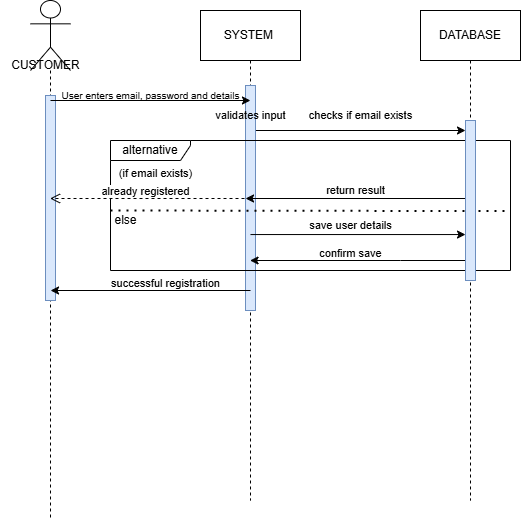 CUSTOMER
SYSTEM
DATABASE
User enters email, password and details
validates input
checks if email exists
alternative
(if email exists)
already registered
return result
else
save user details
confirm save
successful registration